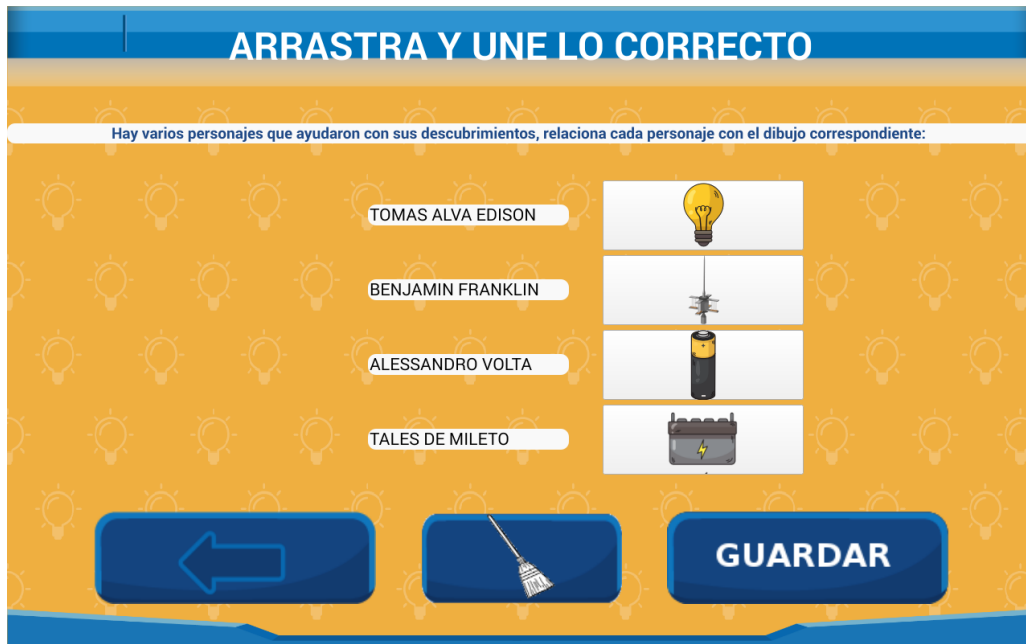 ARRASTRA Y UNE LO CORRECTO
Hay varios personajes que ayudaron con sus descubrimientos, relaciona cada personaje con el dibujo correspondiente:
TOMAS ALVA EDISON
BENJAMIN FRANKLIN
ALESSANDRO VOLTA
TALES DE MILETO
GUARDAR